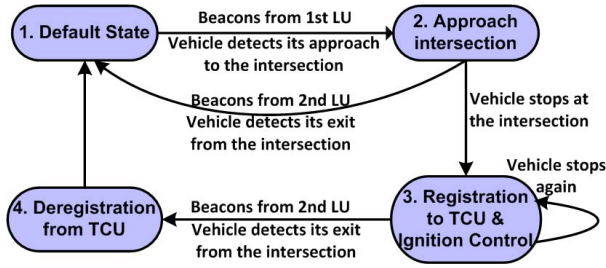 1. Default State
Beacons from 1st LU
Vehicle detects its approach
to the intersection
2. Approach
intersection
Beacons from 2nd LU
Vehicle detects its exit
from the intersection
Vehicle stops at
the intersection
Vehicle stops
again
3. Registration
to TCU &
Ignition Control
Beacons from 2nd LU
Vehicle detects its exit
from the intersection
4. Deregistration
from TCU